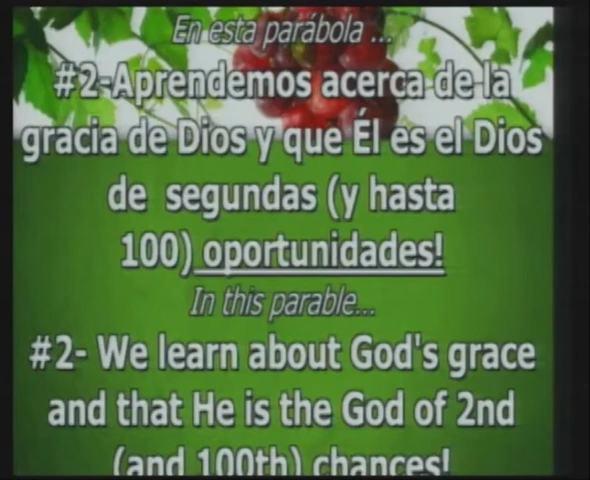 En esta parábola ...
#2-Aprendemos acerca de la
gracia de Dios y que Él es el Dios
de segundas (y hasta
100) oportunidades!
In this parable...
#2- We learn about God's grace
and that He is the God of 2nd
(and 100th) chances!